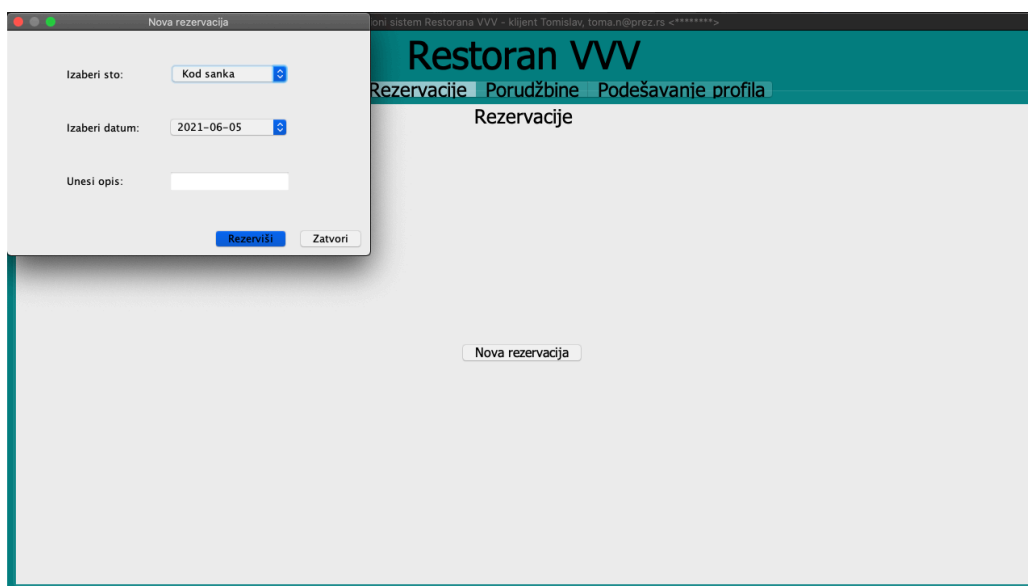 Nova rezervacija
oni sistem Restorana VVV - klijent Tomislav, toma.n@prez.rs <********>
Restoran VVV
Rezervacije Porudžbine Podešavanje profila
Rezervacije
Izaberi sto: Kod sanka
Izaberi datum: 2021-06-05
Unesi opis:
Rezerviši Zatvori
Nova rezervacija